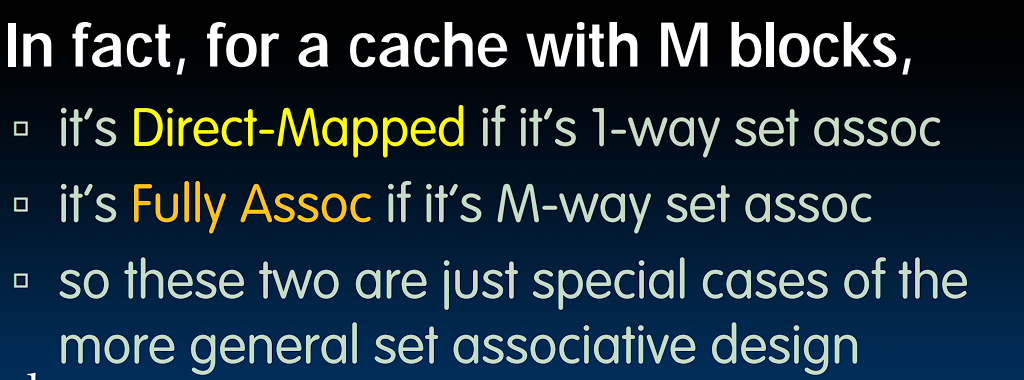 In fact, for a cache with M blocks,
it's Direct-Mapped if it's 1-way set assoc
it's Fully Assoc if it's M-way set assoc
so these two are just special cases of the
more general set associative design